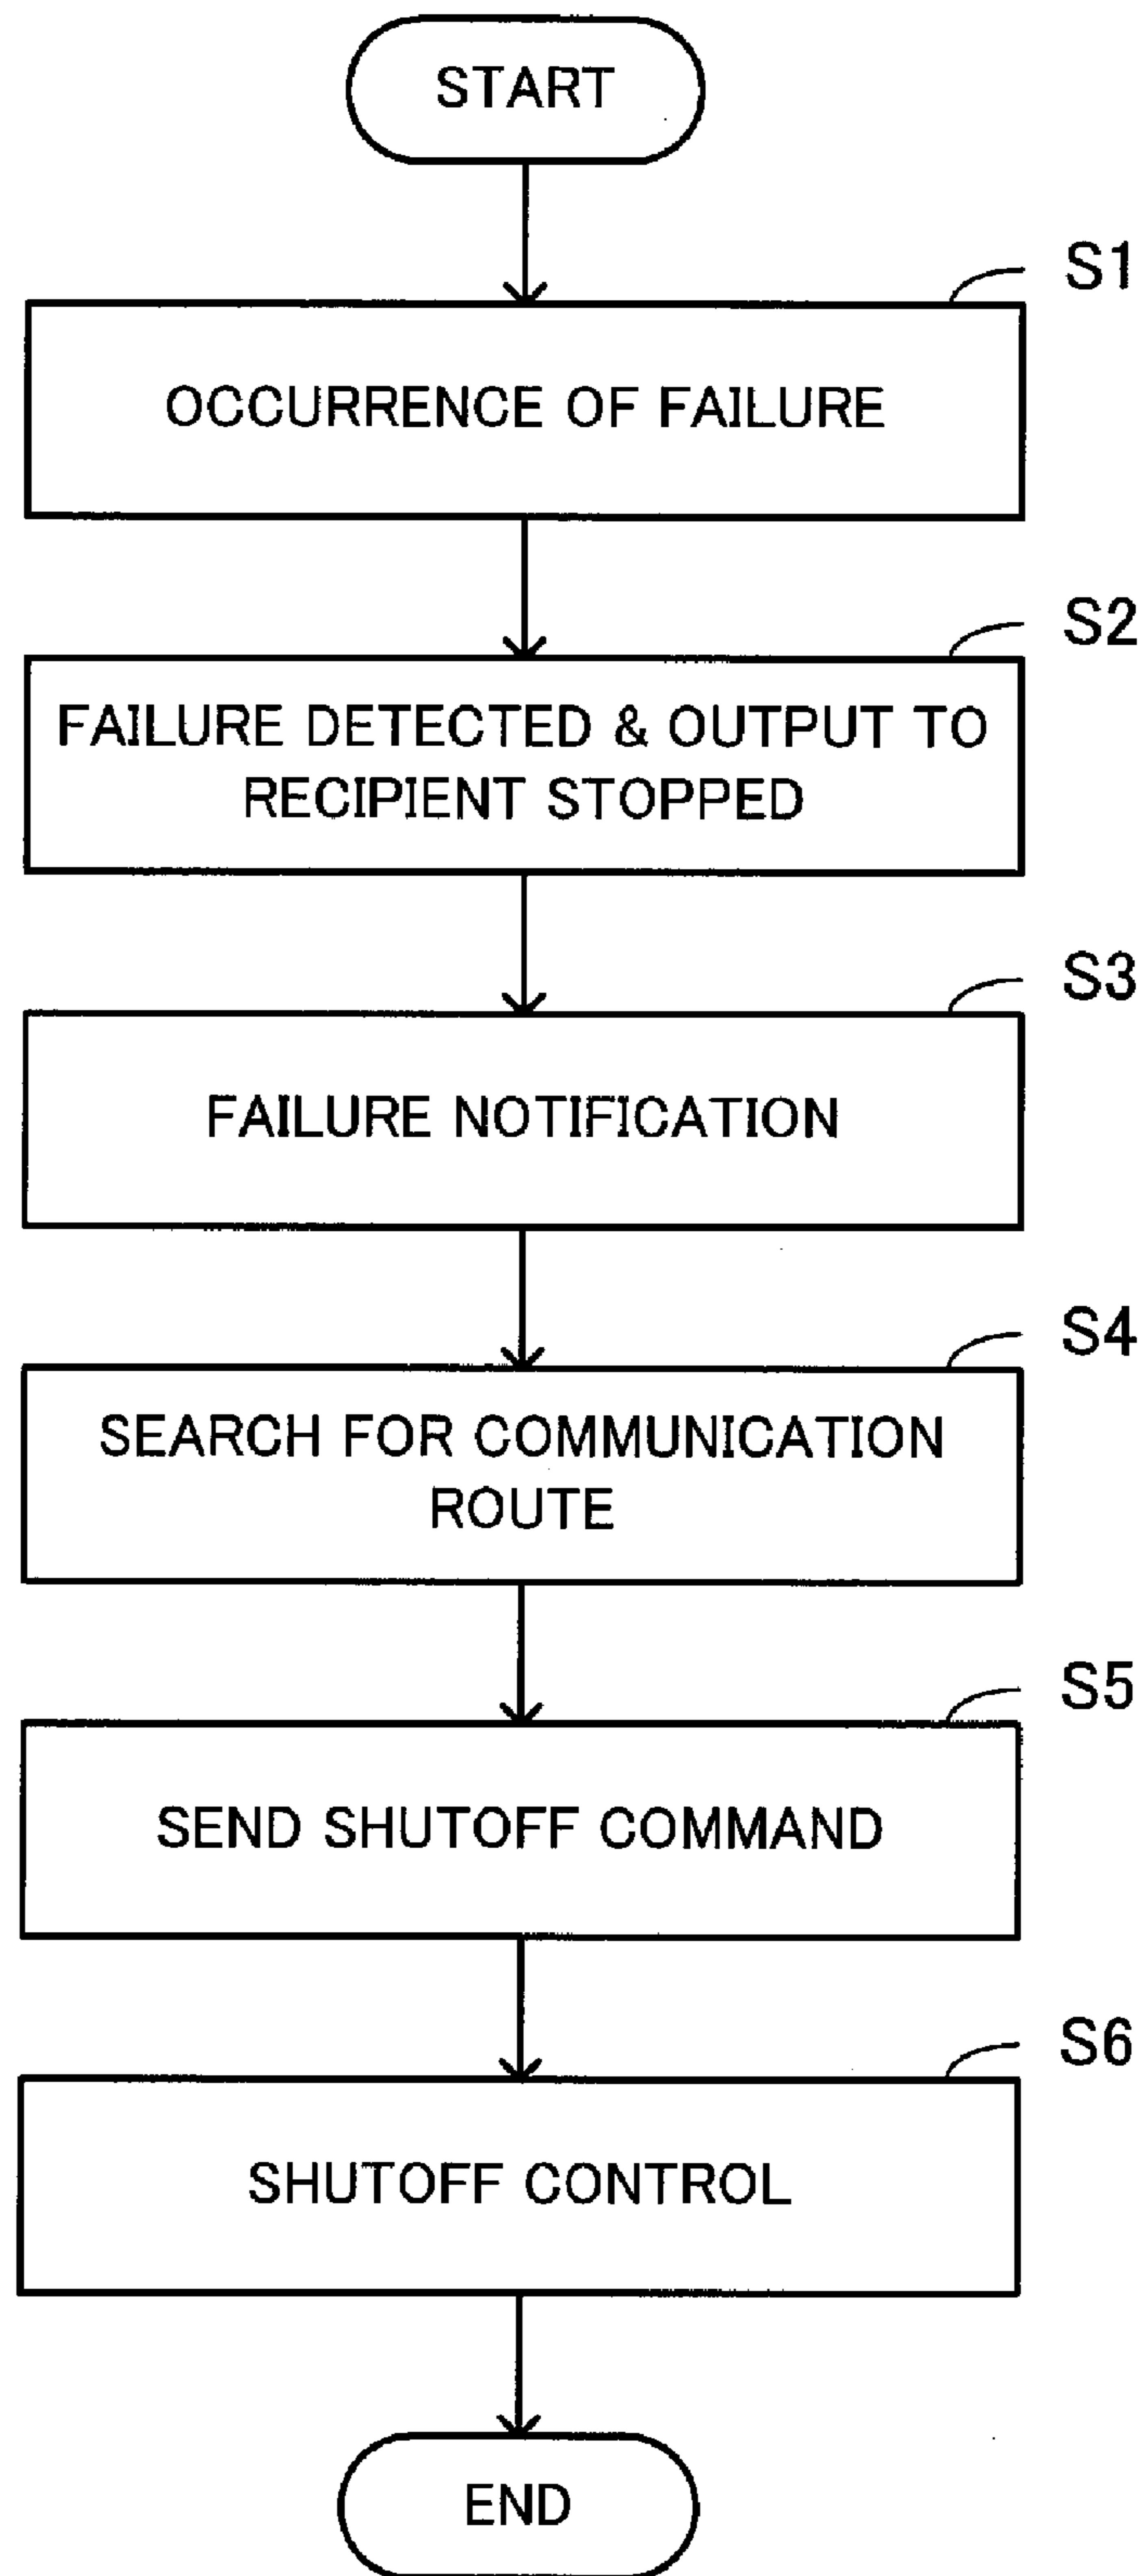 START
S1
OCCURRENCE OF FAILURE
S2
FAILURE DETECTED & OUTPUT TO
RECIPIENT STOPPED
S3
FAILURE NOTIFICATION
S4
SEARCH FOR COMMUNICATION
ROUTE
S5
SEND SHUTOFF COMMAND
S6
SHUTOFF CONTROL
END